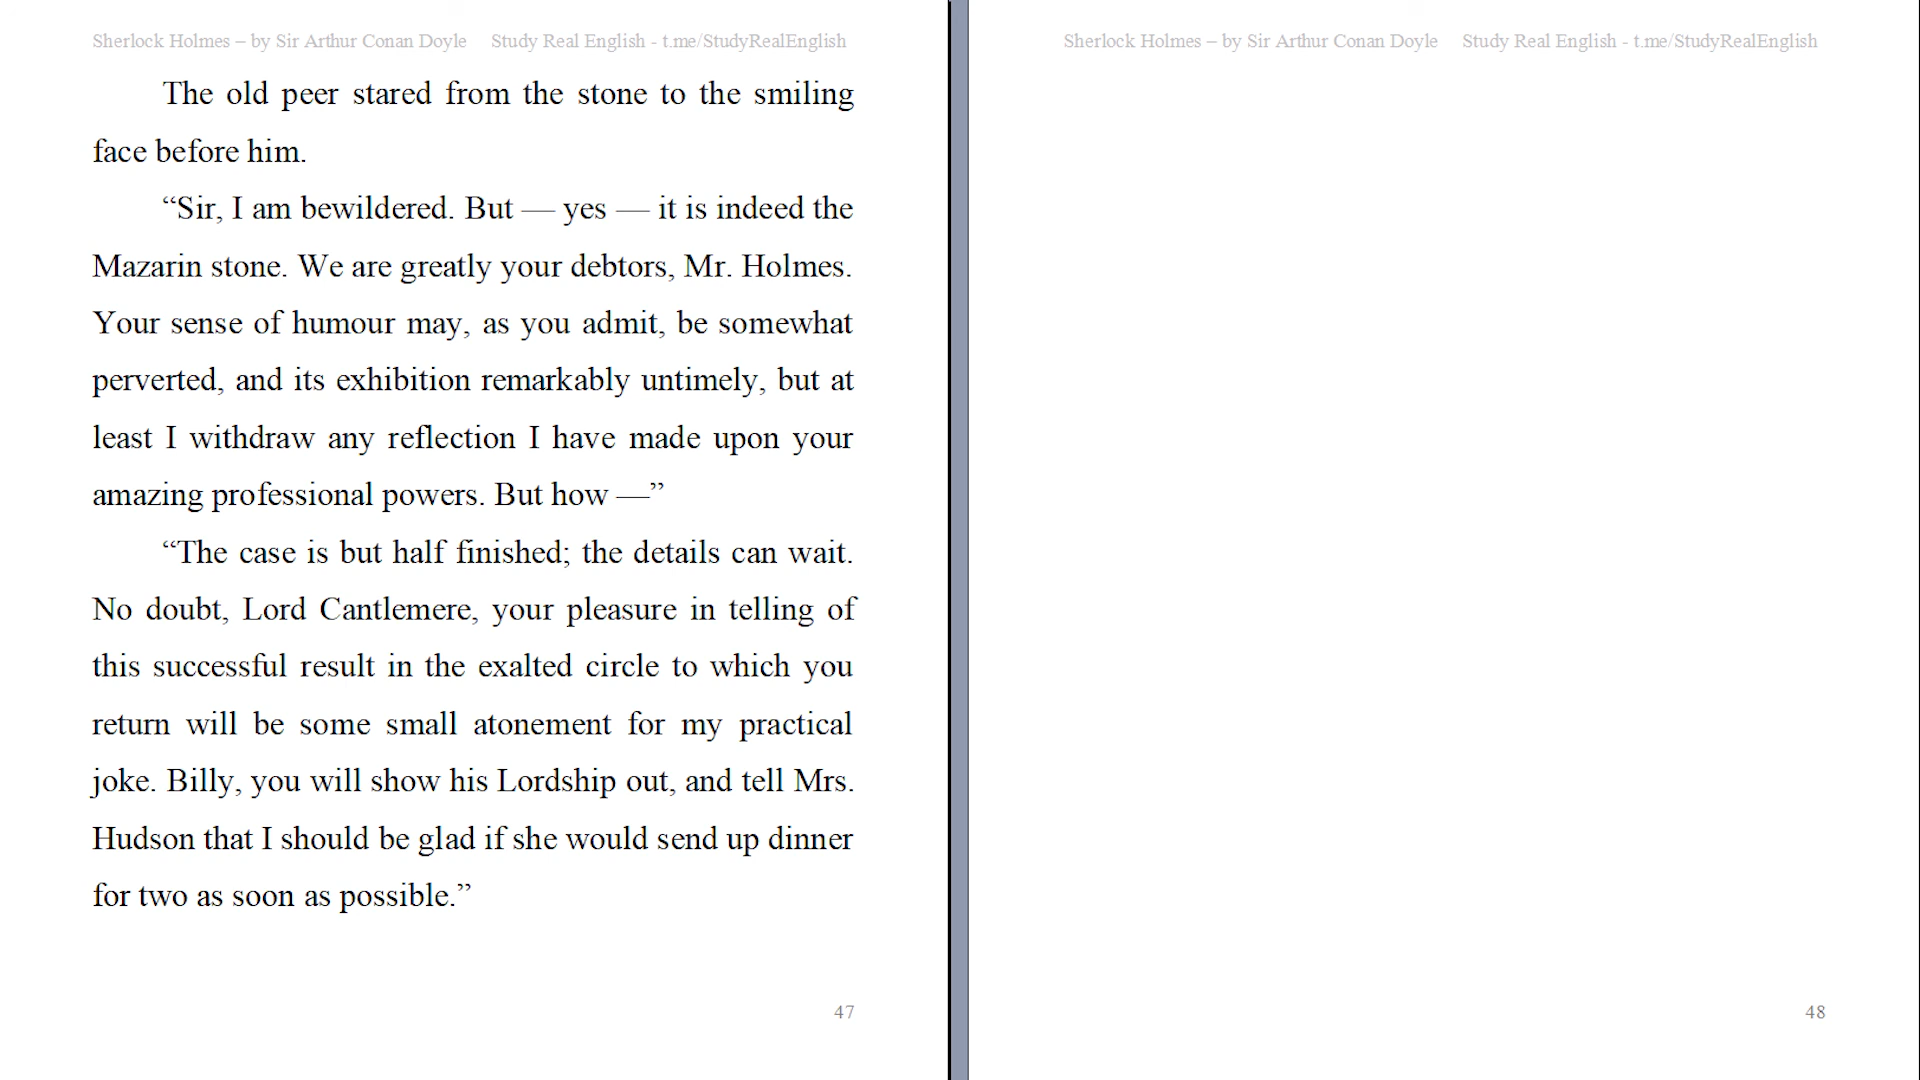 Sherlock Holmes – by Sir Arthur Conan Doyle Study Real English - t.me/StudyRealEnglish
The old peer stared from the stone to the smiling
face before him.
“Sir, I am bewildered. But — yes — it is indeed the
Mazarin stone. We are greatly your debtors, Mr. Holmes.
Your sense of humour may, as you admit, be somewhat
perverted, and its exhibition remarkably untimely, but at
least I withdraw any reflection I have made upon your
amazing professional powers. But how —”
“The case is but half finished; the details can wait.
No doubt, Lord Cantlemere, your pleasure in telling of
this successful result in the exalted circle to which you
return will be some small atonement for my practical
joke. Billy, you will show his Lordship out, and tell Mrs.
Hudson that I should be glad if she would send up dinner
for two as soon as possible.”
47
Sherlock Holmes – by Sir Arthur Conan Doyle Study Real English - t.me/StudyRealEnglish
48